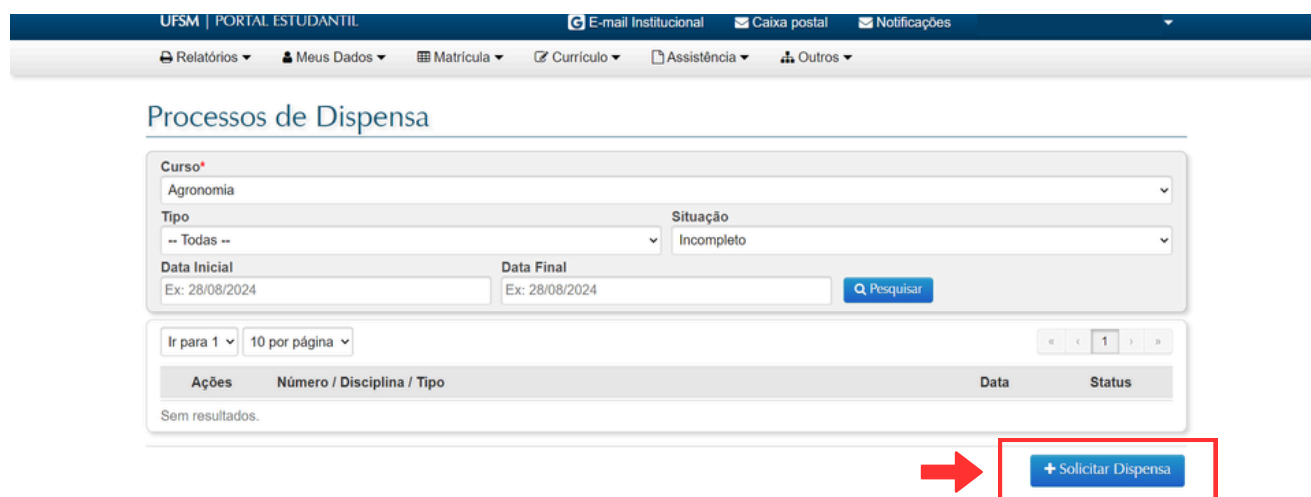 UFSM | PORTAL ESTUDANTIL G E-mail Institucional Caixa postal Notificações
Relatórios Meus Dados Matrícula Currículo Assistência Outros
Processos de Dispensa
Curso*
Agronomia
Tipo Situação
-- Todas -- Incompleto
Data Inicial Data Final
Ex: 28/08/2024 Ex: 28/08/2024 Pesquisar
Ir para 1 10 por página « ‹ 1 › »
Ações Número / Disciplina / Tipo Data Status
Sem resultados.
+ Solicitar Dispensa